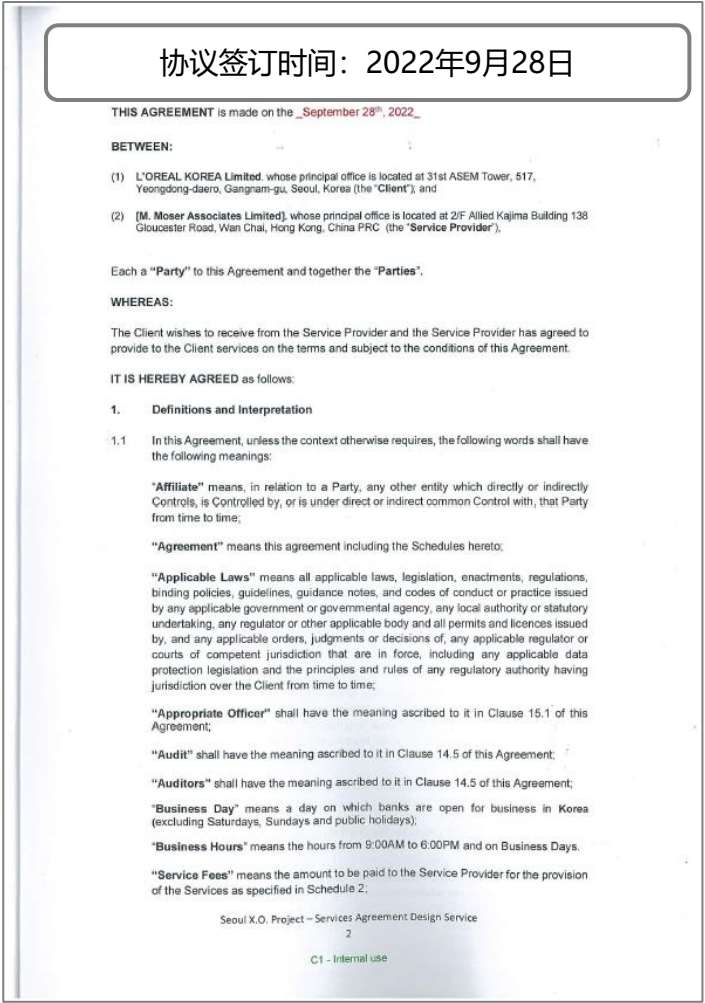 协议签订时间：2022年9月28日
THIS AGREEMENT is made on the _September 28th, 2022_
BETWEEN:
(1) L'OREAL KOREA Limited. whose principal office is located at 31st ASEM Tower, 517,
Yeongdong-daero, Gangnam-gu, Seoul, Korea (the "Client"); and
(2) [M. Moser Associates Limited]. whose principal office is located at 2/F Allied Kajima Building 138
Gloucester Road, Wan Chai, Hong Kong, China PRC (the "Service Provider"),
Each a "Party" to this Agreement and together the "Parties".
WHEREAS:
The Client wishes to receive from the Service Provider and the Service Provider has agreed to
provide to the Client services on the terms and subject to the conditions of this Agreement.
IT IS HEREBY AGREED as follows:
1. Definitions and Interpretation
1.1 In this Agreement, unless the context otherwise requires, the following words shall have
the following meanings:
"Affiliate" means, in relation to a Party, any other entity which directly or indirectly
Controls, is Controlled by, or is under direct or indirect common Control with, that Party
from time to time;
"Agreement" means this agreement including the Schedules hereto;
"Applicable Laws" means all applicable laws, legislation, enactments, regulations,
binding policies, guidelines, guidance notes, and codes of conduct or practice issued
by any applicable government or governmental agency, any local authority or statutory
undertaking, any regulator or other applicable body and all permits and licences issued
by, and any applicable orders, judgments or decisions of, any applicable regulator or
courts of competent jurisdiction that are in force, including any applicable data
protection legislation and the principles and rules of any regulatory authority having
jurisdiction over the Client from time to time;
"Appropriate Officer" shall have the meaning ascribed to it in Clause 15.1 of this
Agreement;
"Audit" shall have the meaning ascribed to it in Clause 14.5 of this Agreement;
"Auditors" shall have the meaning ascribed to it in Clause 14.5 of this Agreement;
"Business Day" means a day on which banks are open for business in Korea
(excluding Saturdays, Sundays and public holidays);
"Business Hours" means the hours from 9:00AM to 6:00PM and on Business Days.
"Service Fees" means the amount to be paid to the Service Provider for the provision
of the Services as specified in Schedule 2;
Seoul X.O. Project – Services Agreement Design Service
2
C1 - Internal use